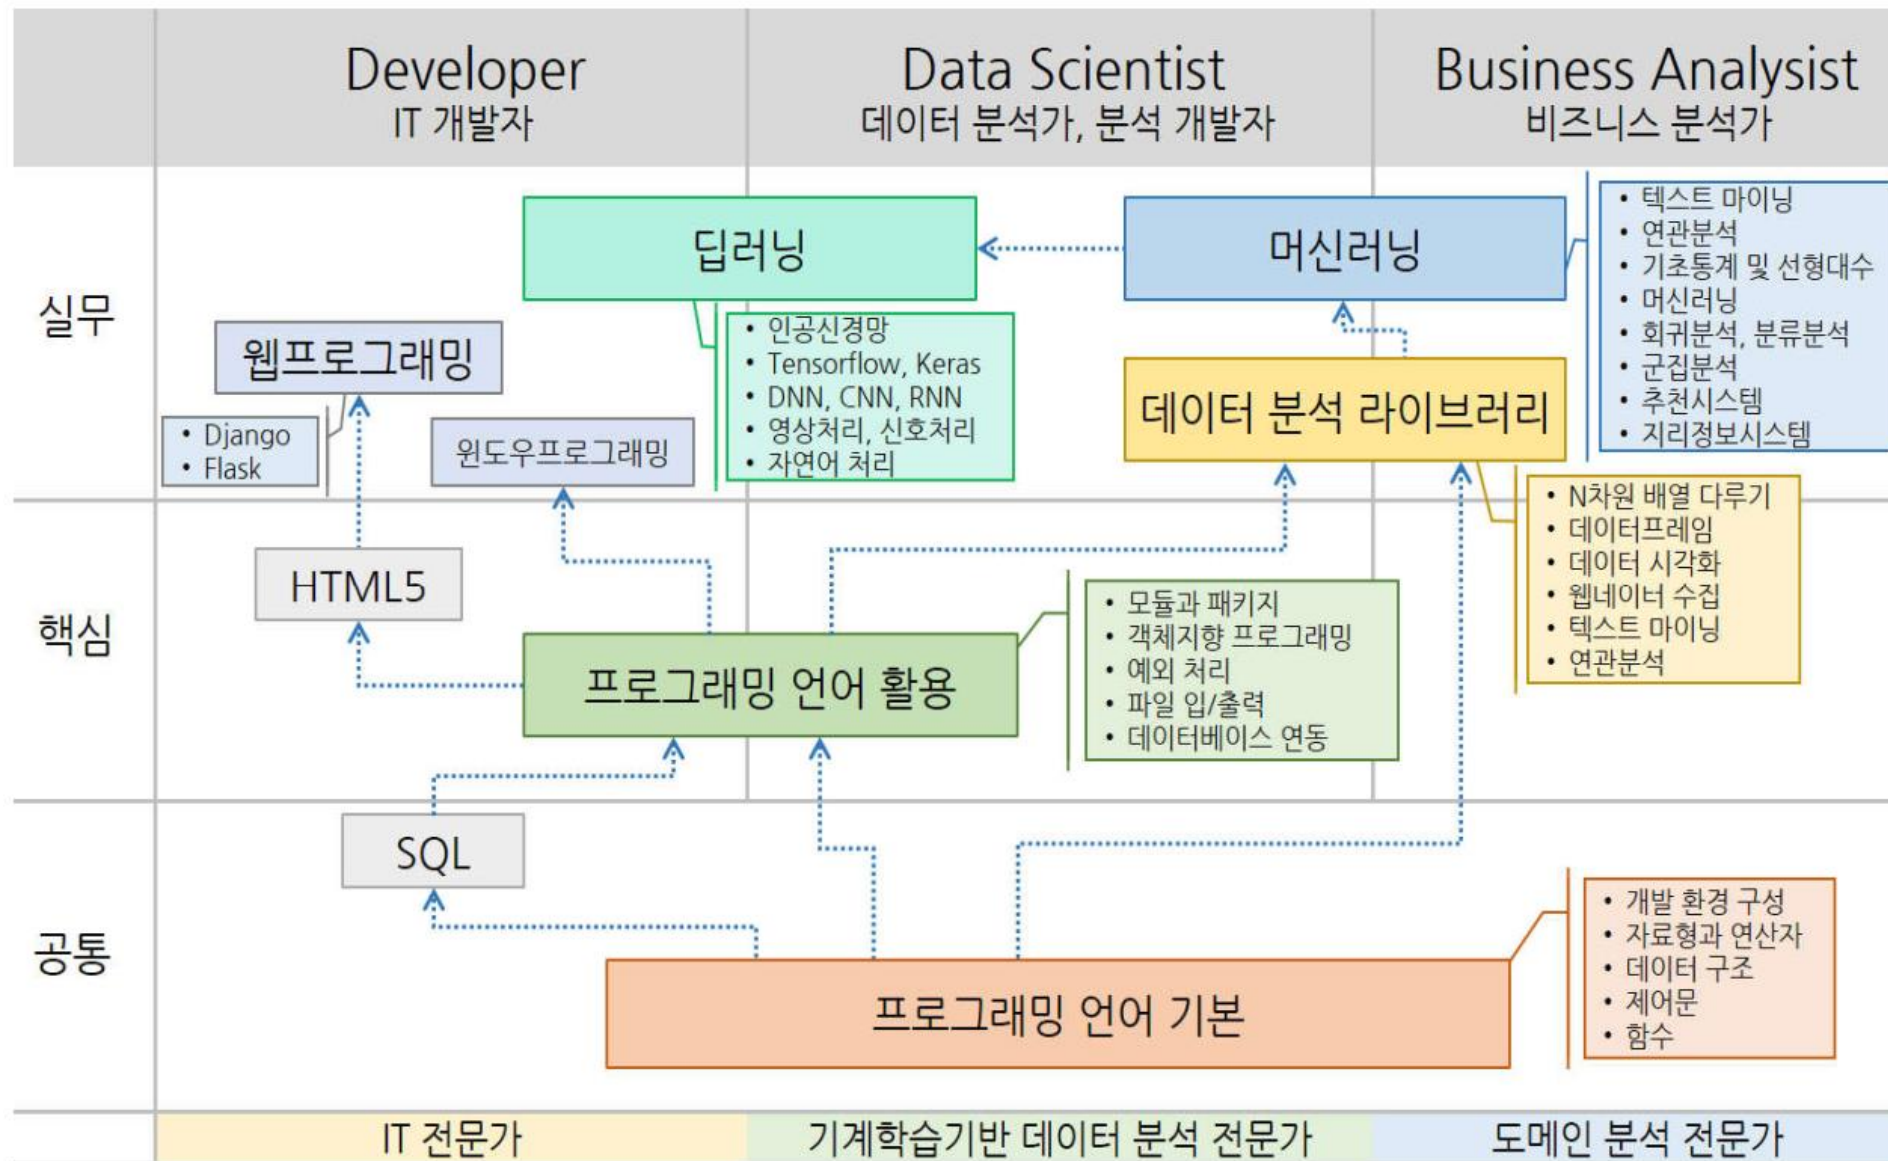 Developer
IT 개발자
Data Scientist
데이터 분석가, 분석 개발자
Business Analysist
비즈니스 분석가
실무
딥러닝
머신러닝
• 텍스트 마이닝
• 연관분석
• 기초통계 및 선형대수
• 머신러닝
• 회귀분석, 분류분석
• 군집분석
• 추천시스템
• 지리정보시스템
웹프로그래밍
• Django
• Flask
윈도우프로그래밍
• 인공신경망
• Tensorflow, Keras
• DNN, CNN, RNN
• 영상처리, 신호처리
• 자연어 처리
데이터 분석 라이브러리
• N차원 배열 다루기
• 데이터프레임
• 데이터 시각화
• 웹네이터 수집
• 텍스트 마이닝
• 연관분석
핵심
HTML5
프로그래밍 언어 활용
• 모듈과 패키지
• 객체지향 프로그래밍
• 예외 처리
• 파일 입/출력
• 데이터베이스 연동
공통
SQL
프로그래밍 언어 기본
• 개발 환경 구성
• 자료형과 연산자
• 데이터 구조
• 제어문
• 함수
IT 전문가
기계학습기반 데이터 분석 전문가
도메인 분석 전문가